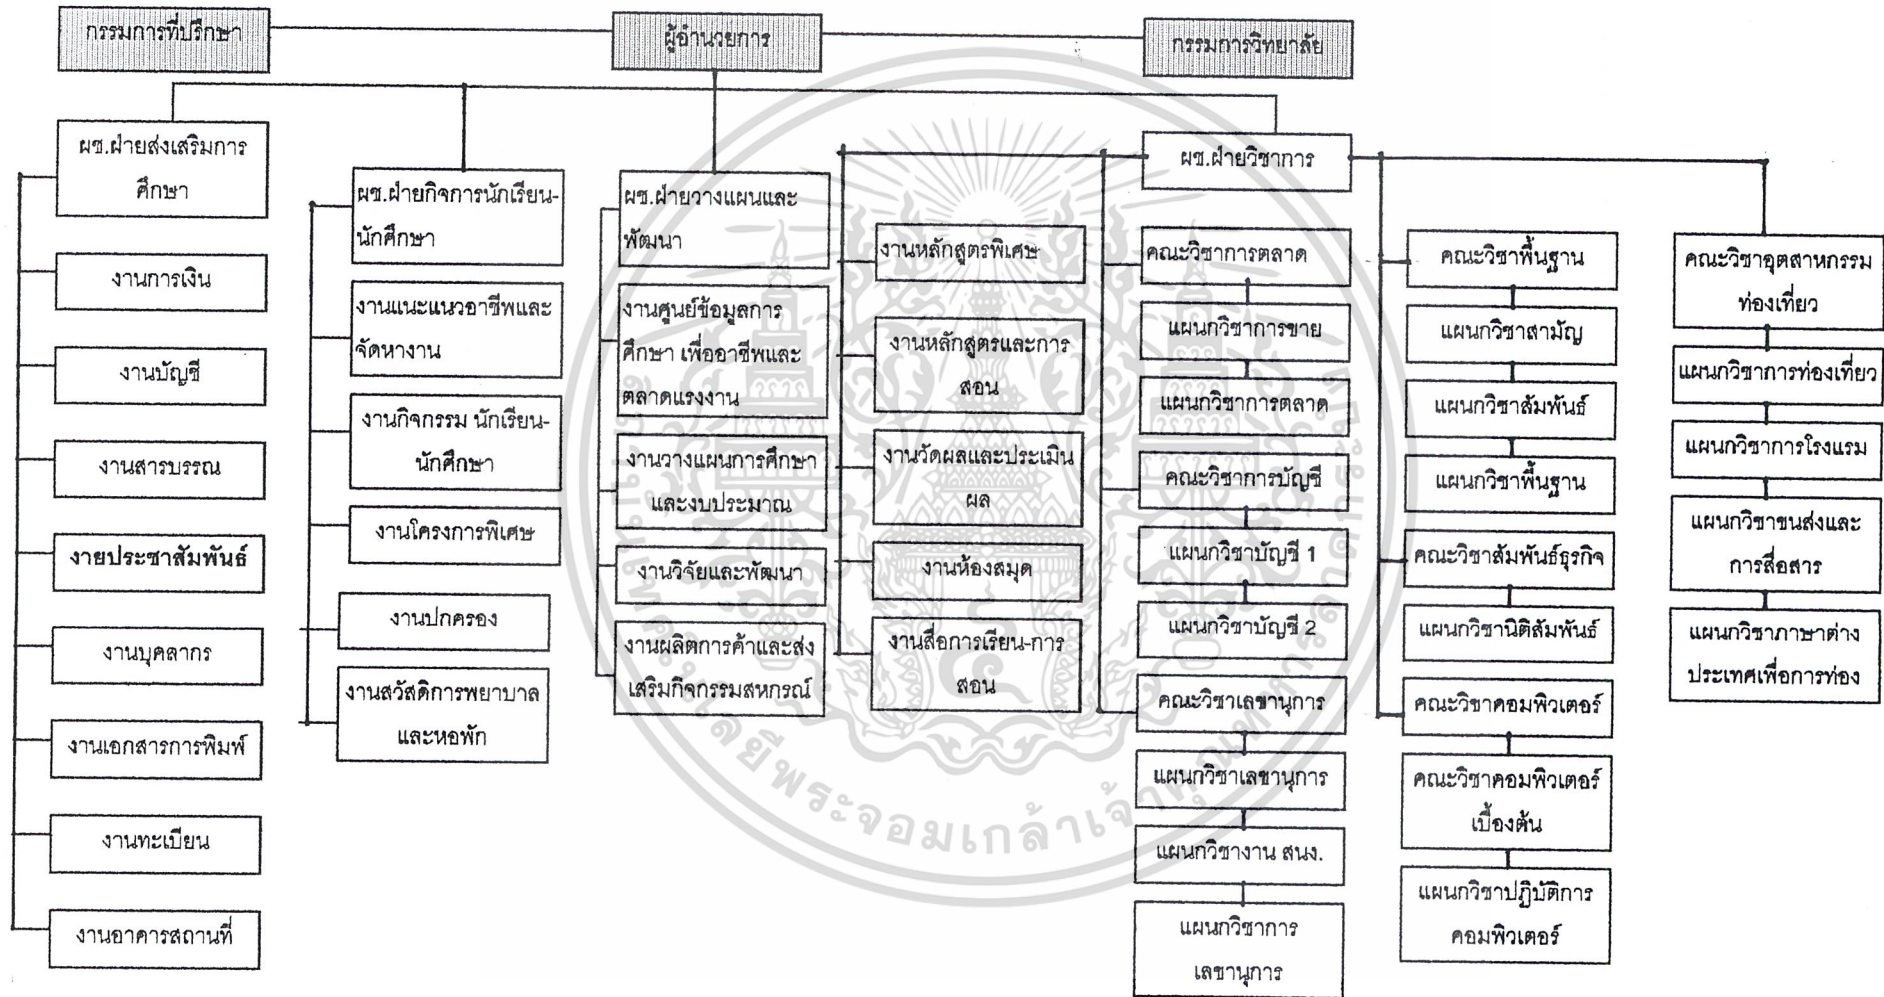 กรรมการที่ปรึกษา
ผู้อำนวยการ
กรรมการวิทยาลัย
ผช.ฝ่ายส่งเสริมการ
ศึกษา
งานการเงิน
งานบัญชี
งานสารบรรณ
งายประชาสัมพันธ์
งานบุคลากร
งานเอกสารการพิมพ์
งานทะเบียน
งานอาคารสถานที่
ผช.ฝ่ายกิจการนักเรียน-
นักศึกษา
งานแนะแนวอาชีพและ
จัดหางาน
งานกิจกรรม นักเรียน-
นักศึกษา
งานโครงการพิเศษ
งานปกครอง
งานสวัสดิการพยาบาล
และหอพัก
ผช.ฝ่ายวางแผนและ
พัฒนา
งานศูนย์ข้อมูลการ
ศึกษา เพื่ออาชีพและ
ตลาดแรงงาน
งานวางแผนการศึกษา
และงบประมาณ
งานวิจัยและพัฒนา
งานผลิตการค้าและส่ง
เสริมกิจกรรมสหกรณ์
ผช.ฝ่ายวิชาการ
งานหลักสูตรพิเศษ
งานหลักสูตรและการ
สอน
งานวัดผลและประเมิน
ผล
งานห้องสมุด
งานสื่อการเรียน-การ
สอน
คณะวิชาการตลาด
แผนกวิชาการขาย
แผนกวิชาการตลาด
คณะวิชาการบัญชี
แผนกวิชาบัญชี 1
แผนกวิชาบัญชี 2
คณะวิชาเลขานุการ
แผนกวิชาเลขานุการ
แผนกวิชางาน สนง.
แผนกวิชาการ
เลขานุการ
คณะวิชาพื้นฐาน
แผนกวิชาสามัญ
แผนกวิชาสัมพันธ์
แผนกวิชาพื้นฐาน
คณะวิชาสัมพันธ์ธุรกิจ
แผนกวิชานิติสัมพันธ์
คณะวิชาคอมพิวเตอร์
คณะวิชาคอมพิวเตอร์
เบื้องต้น
แผนกวิชาปฏิบัติการ
คอมพิวเตอร์
คณะวิชาอุตสาหกรรม
ท่องเที่ยว
แผนกวิชาการท่องเที่ยว
แผนกวิชาการโรงแรม
แผนกวิชาขนส่งและ
การสื่อสาร
แผนกวิชาภาษาต่าง
ประเทศเพื่อการท่อง